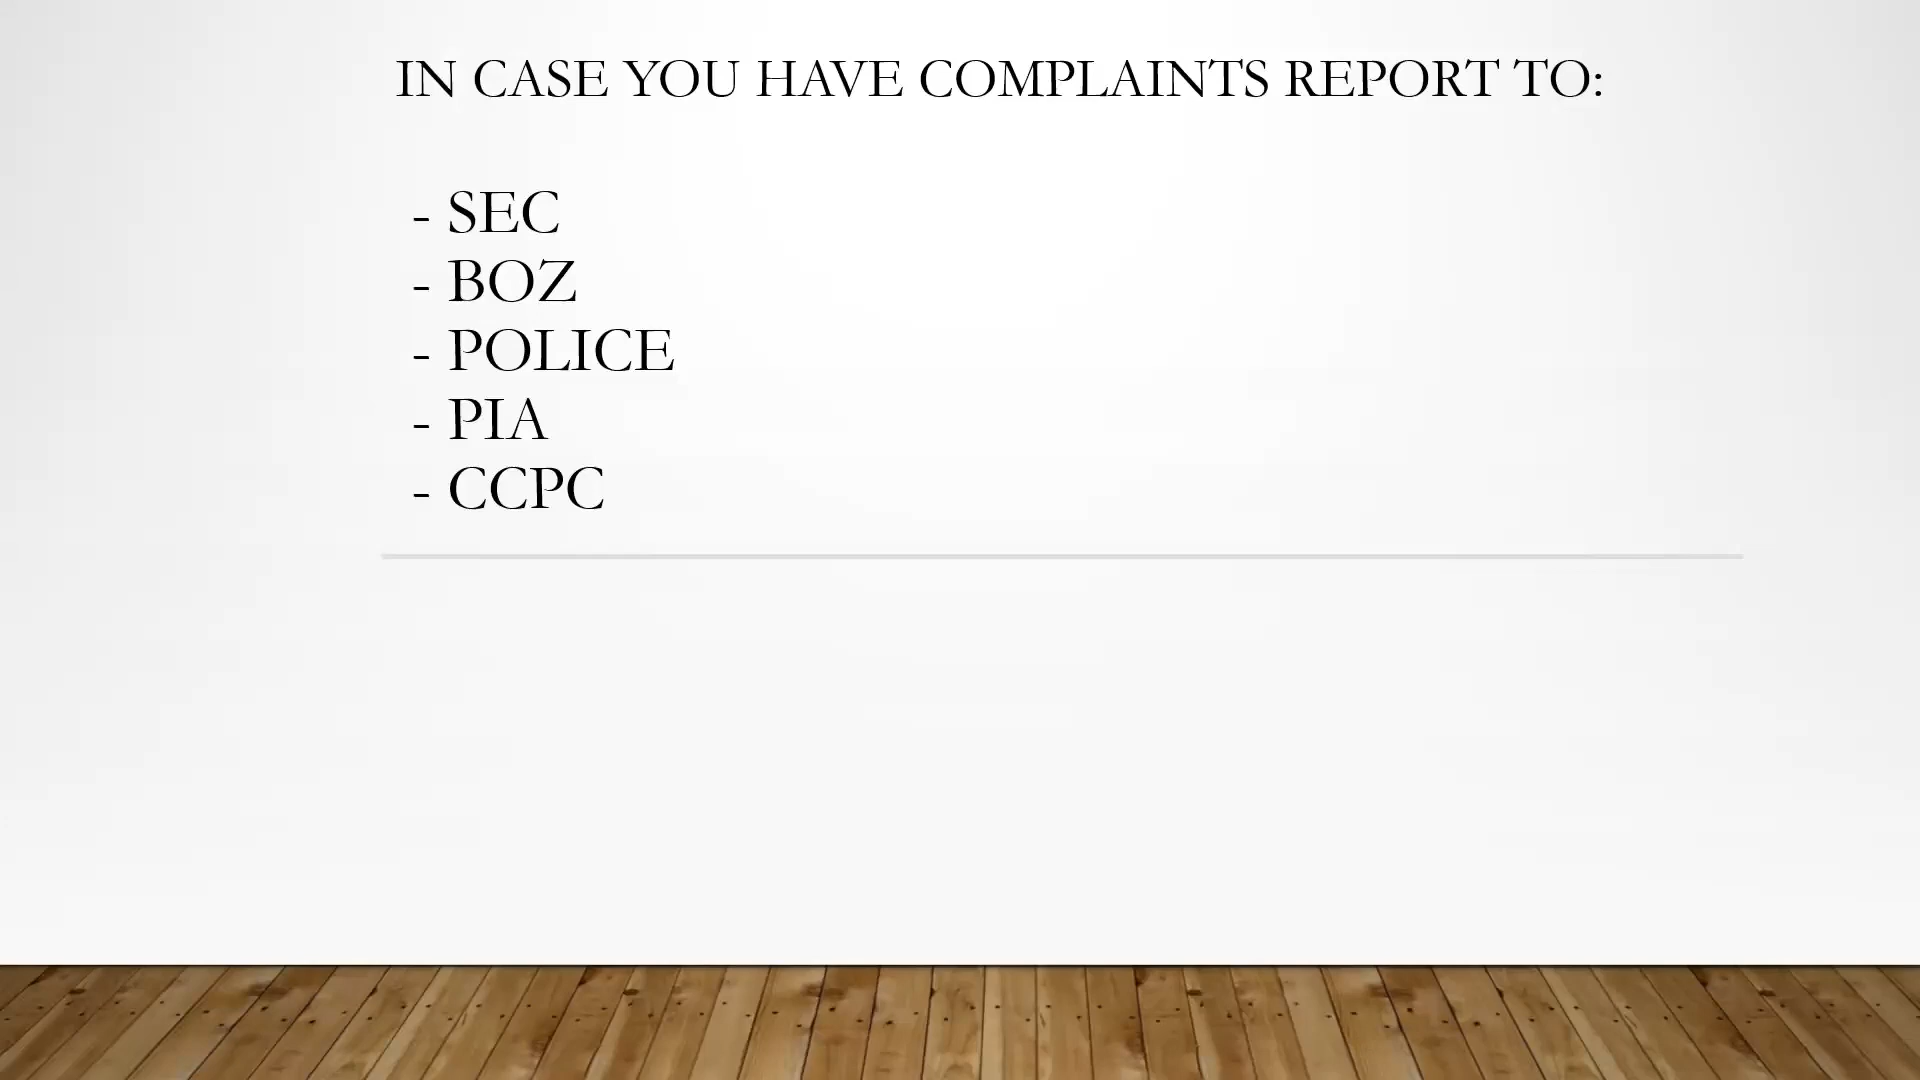 IN CASE YOU HAVE COMPLAINTS REPORT TO:
- SEC
- BOZ
- POLICE
- PIA
- CCPC